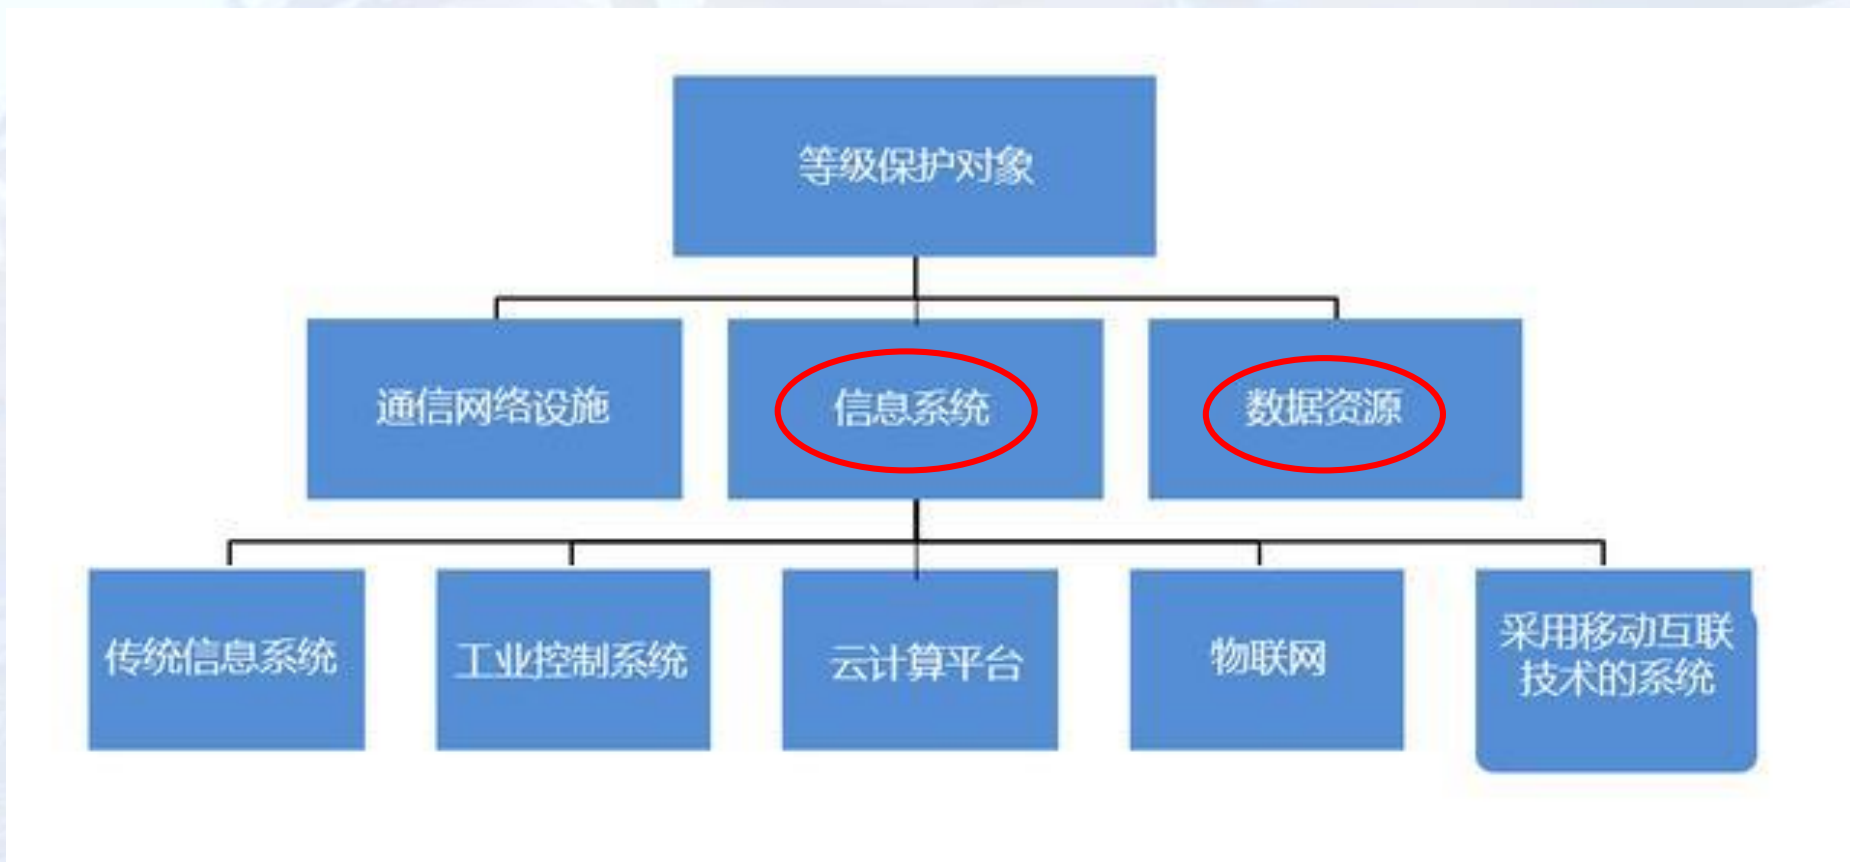 等级保护对象
通信网络设施
信息系统
数据资源
传统信息系统
工业控制系统
云计算平台
物联网
采用移动互联
技术的系统